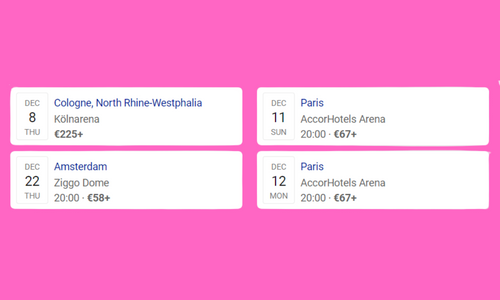 DEC
8
THU
Cologne, North Rhine-Westphalia
Kölnarena
€225+
DEC
11
SUN
Paris
AccorHotels Arena
20:00 · €67+
DEC
22
THU
Amsterdam
Ziggo Dome
20:00 · €58+
DEC
12
MON
Paris
AccorHotels Arena
20:00 · €67+